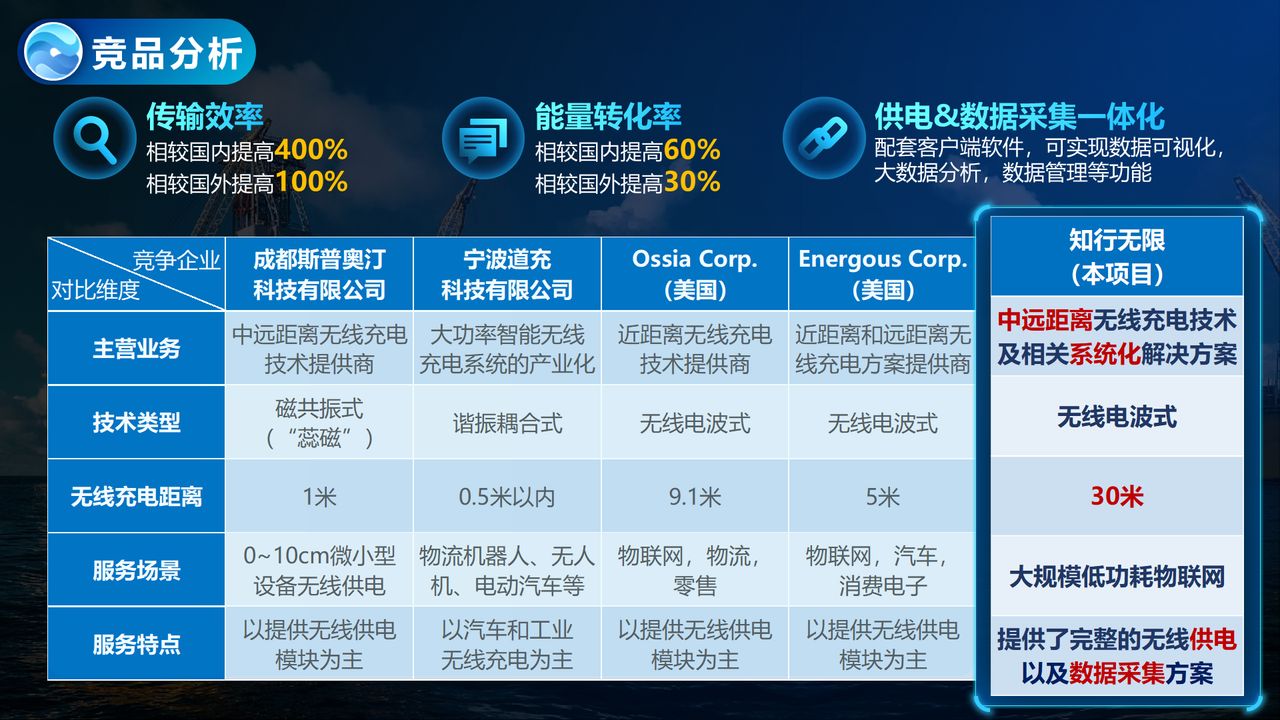 竞品分析
传输效率
相较国内提高400%
相较国外提高100%
能量转化率
相较国内提高60%
相较国外提高30%
供电&数据采集一体化
配套客户端软件，可实现数据可视化，
大数据分析，数据管理等功能
竞争企业
对比维度
成都斯普奥汀
科技有限公司
宁波道充
科技有限公司
Ossia Corp.
（美国）
Energous Corp.
（美国）
知行无限
（本项目）
主营业务
中远距离无线充电
技术提供商
大功率智能无线
充电系统的产业化
近距离无线充电
技术提供商
近距离和远距离无
线充电方案提供商
中远距离无线充电技术
及相关系统化解决方案
技术类型
磁共振式
（“蕊磁”）
谐振耦合式
无线电波式
无线电波式
无线电波式
无线充电距离
1米
0.5米以内
9.1米
5米
30米
服务场景
0~10cm微小型
设备无线供电
物流机器人、无人
机、电动汽车等
物联网，物流，
零售
物联网，汽车，
消费电子
大规模低功耗物联网
服务特点
以提供无线供电
模块为主
以汽车和工业
无线充电为主
以提供无线供电
模块为主
以提供无线供电
模块为主
提供了完整的无线供电
以及数据采集方案